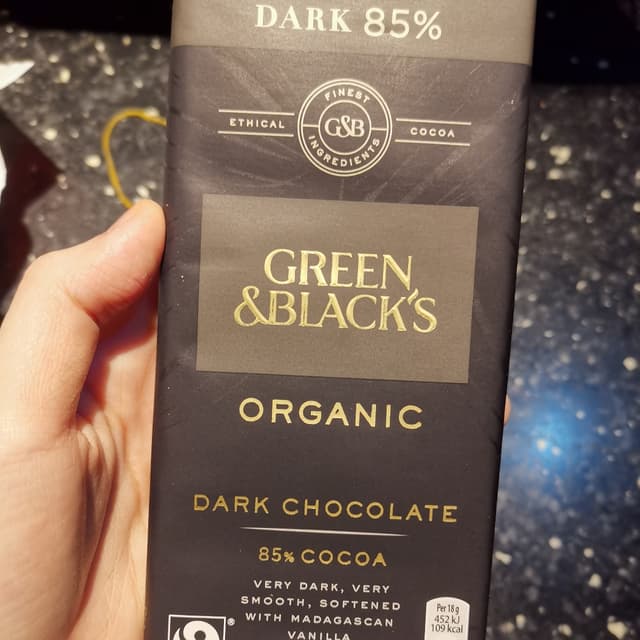 DARK 85%
FINEST
ETHICAL G&B COCOA
INGREDIENTS
GREEN
&BLACK'S
ORGANIC
DARK CHOCOLATE
85% COCOA
VERY DARK, VERY
SMOOTH, SOFTENED
WITH MADAGASCAN
VANILLA
®
Per 18g
452 kJ
109 kcal